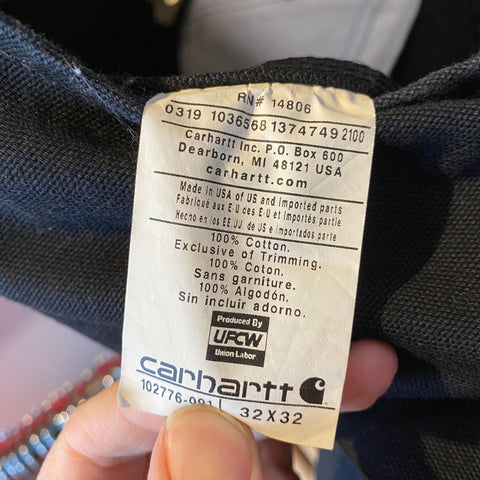 RN# 14806
0319 1036568 1374749 2100
Carhartt Inc. P.O. Box 600
Dearborn, MI 48121 USA
carhartt.com
Made in USA of US and imported parts
Fabriqué aux E-U ces E-U et importés partie
Hecho en los EE.UU. de US e importados parte
100% Cotton.
Exclusive of Trimming.
100% Coton.
Sans garniture.
100% Algodón.
Sin incluir adorno.
Produced By
UFCW
Union Labor
carhartt
102776-091
32X32